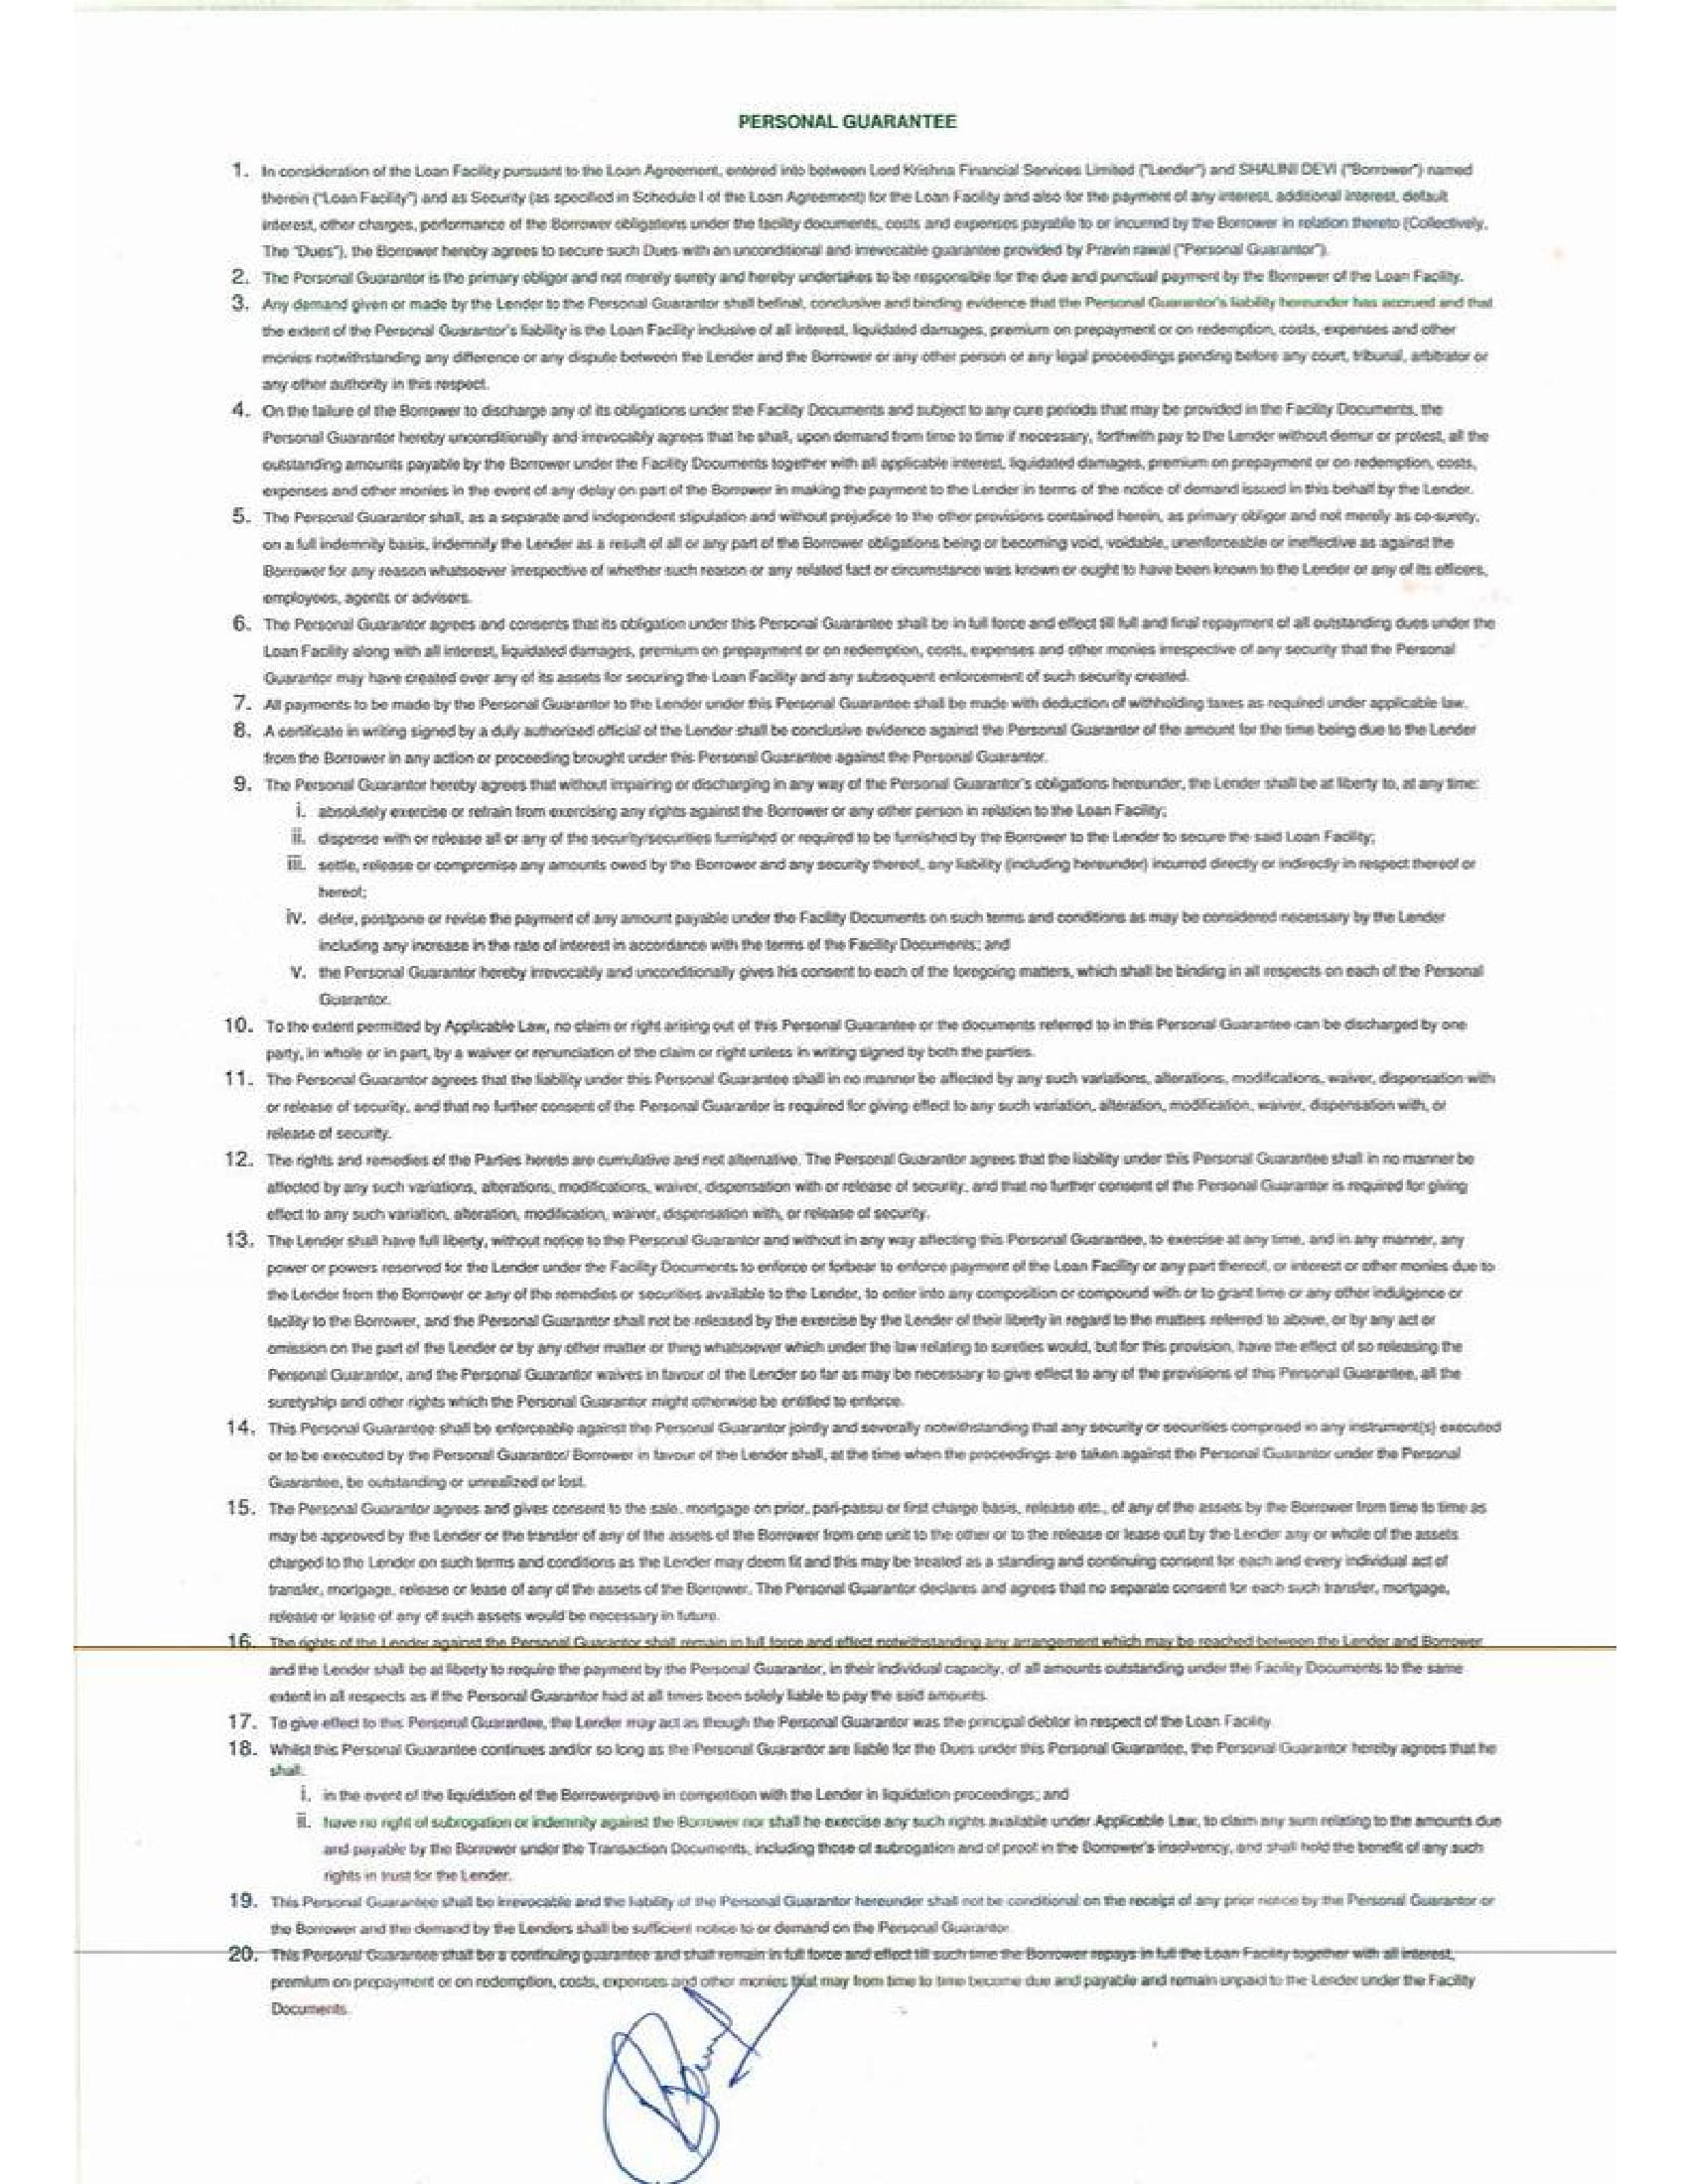 PERSONAL GUARANTEE
1. In consideration of the Loan Facility pursuant to the Loan Agreement, entered into between Lord Krishna Financial Services Limited ("Lender") and SHALINI DEVI ("Borrower") named
therein ("Loan Facility") and as Security (as specified in Schedule I of the Loan Agreement) for the Loan Facility and also for the payment of any interest, additional interest, default
interest, other charges, performance of the Borrower obligations under the facility documents, costs and expenses payable to or incurred by the Borrower in relation thereto (Collectively,
The "Dues"), the Borrower hereby agrees to secure such Dues with an unconditional and irrevocable guarantee provided by Pravin rawal ("Personal Guarantor").
2. The Personal Guarantor is the primary obligor and not merely surety and hereby undertakes to be responsible for the due and punctual payment by the Borrower of the Loan Facility.
3. Any demand given or made by the Lender to the Personal Guarantor shall befinal, conclusive and binding evidence that the Personal Guarantor's liability hereunder has accrued and that
the extent of the Personal Guarantor's liability is the Loan Facility inclusive of all interest, liquidated damages, premium on prepayment or on redemption, costs, expenses and other
monies notwithstanding any difference or any dispute between the Lender and the Borrower or any other person or any legal proceedings pending before any court, tribunal, arbitrator or
any other authority in this respect.
4. On the failure of the Borrower to discharge any of its obligations under the Facility Documents and subject to any cure periods that may be provided in the Facility Documents, the
Personal Guarantor hereby unconditionally and irrevocably agrees that he shall, upon demand from time to time if necessary, forthwith pay to the Lender without demur or protest, all the
outstanding amounts payable by the Borrower under the Facility Documents together with all applicable interest, liquidated damages, premium on prepayment or on redemption, costs,
expenses and other monies in the event of any delay on part of the Borrower in making the payment to the Lender in terms of the notice of demand issued in this behalf by the Lender.
5. The Personal Guarantor shall, as a separate and independent stipulation and without prejudice to the other provisions contained herein, as primary obligor and not merely as co-surety,
on a full indemnity basis, indemnify the Lender as a result of all or any part of the Borrower obligations being or becoming void, voidable, unenforceable or ineffective as against the
Borrower for any reason whatsoever irrespective of whether such reason or any related fact or circumstance was known or ought to have been known to the Lender or any of its officers,
employees, agents or advisors.
6. The Personal Guarantor agrees and consents that its obligation under this Personal Guarantee shall be in full force and effect till full and final repayment of all outstanding dues under the
Loan Facility along with all interest, liquidated damages, premium on prepayment or on redemption, costs, expenses and other monies irrespective of any security that the Personal
Guarantor may have created over any of its assets for securing the Loan Facility and any subsequent enforcement of such security created.
7. All payments to be made by the Personal Guarantor to the Lender under this Personal Guarantee shall be made with deduction of withholding taxes as required under applicable law.
8. A certificate in writing signed by a duly authorized official of the Lender shall be conclusive evidence against the Personal Guarantor of the amount for the time being due to the Lender
from the Borrower in any action or proceeding brought under this Personal Guarantee against the Personal Guarantor.
9. The Personal Guarantor hereby agrees that without impairing or discharging in any way of the Personal Guarantor's obligations hereunder, the Lender shall be at liberty to, at any time:
i. absolutely exercise or refrain from exercising any rights against the Borrower or any other person in relation to the Loan Facility;
ii. dispense with or release all or any of the security/securities furnished or required to be furnished by the Borrower to the Lender to secure the said Loan Facility;
iii. settle, release or compromise any amounts owed by the Borrower and any security thereof, any liability (including hereunder) incurred directly or indirectly in respect thereof or
hereof;
iv. defer, postpone or revise the payment of any amount payable under the Facility Documents on such terms and conditions as may be considered necessary by the Lender
including any increase in the rate of interest in accordance with the terms of the Facility Documents; and
v. the Personal Guarantor hereby irrevocably and unconditionally gives his consent to each of the foregoing matters, which shall be binding in all respects on each of the Personal
Guarantor.
10. To the extent permitted by Applicable Law, no claim or right arising out of this Personal Guarantee or the documents referred to in this Personal Guarantee can be discharged by one
party, in whole or in part, by a waiver or renunciation of the claim or right unless in writing signed by both the parties.
11. The Personal Guarantor agrees that the liability under this Personal Guarantee shall in no manner be affected by any such variations, alterations, modifications, waiver, dispensation with
or release of security, and that no further consent of the Personal Guarantor is required for giving effect to any such variation, alteration, modification, waiver, dispensation with, or
release of security.
12. The rights and remedies of the Parties hereto are cumulative and not alternative. The Personal Guarantor agrees that the liability under this Personal Guarantee shall in no manner be
affected by any such variations, alterations, modifications, waiver, dispensation with or release of security, and that no further consent of the Personal Guarantor is required for giving
effect to any such variation, alteration, modification, waiver, dispensation with, or release of security.
13. The Lender shall have full liberty, without notice to the Personal Guarantor and without in any way affecting this Personal Guarantee, to exercise at any time, and in any manner, any
power or powers reserved for the Lender under the Facility Documents to enforce or forbear to enforce payment of the Loan Facility or any part thereof, or interest or other monies due to
the Lender from the Borrower or any of the remedies or securities available to the Lender, to enter into any composition or compound with or to grant time or any other indulgence or
facility to the Borrower, and the Personal Guarantor shall not be released by the exercise by the Lender of their liberty in regard to the matters referred to above, or by any act or
omission on the part of the Lender or by any other matter or thing whatsoever which under the law relating to sureties would, but for this provision, have the effect of so releasing the
Personal Guarantor, and the Personal Guarantor waives in favour of the Lender so far as may be necessary to give effect to any of the provisions of this Personal Guarantee, all the
suretyship and other rights which the Personal Guarantor might otherwise be entitled to enforce.
14. This Personal Guarantee shall be enforceable against the Personal Guarantor jointly and severally notwithstanding that any security or securities comprised in any instrument(s) executed
or to be executed by the Personal Guarantor/ Borrower in favour of the Lender shall, at the time when the proceedings are taken against the Personal Guarantor under the Personal
Guarantee, be outstanding or unrealized or lost.
15. The Personal Guarantor agrees and gives consent to the sale, mortgage on prior, pari-passu or first charge basis, release etc., of any of the assets by the Borrower from time to time as
may be approved by the Lender or the transfer of any of the assets of the Borrower from one unit to the other or to the release or lease out by the Lender any or whole of the assets
charged to the Lender on such terms and conditions as the Lender may deem fit and this may be treated as a standing and continuing consent for each and every individual act of
transfer, mortgage, release or lease of any of the assets of the Borrower. The Personal Guarantor declares and agrees that no separate consent for each such transfer, mortgage,
release or lease of any of such assets would be necessary in future.
16. The rights of the Lender against the Personal Guarantor shall remain in full force and effect notwithstanding any arrangement which may be reached between the Lender and Borrower
and the Lender shall be at liberty to require the payment by the Personal Guarantor, in their individual capacity, of all amounts outstanding under the Facility Documents to the same
extent in all respects as if the Personal Guarantor had at all times been solely liable to pay the said amounts.
17. To give effect to this Personal Guarantee, the Lender may act as though the Personal Guarantor was the principal debtor in respect of the Loan Facility.
18. Whilst this Personal Guarantee continues and/or so long as the Personal Guarantor are liable for the Dues under this Personal Guarantee, the Personal Guarantor hereby agrees that he
shall:
i. in the event of the liquidation of the Borrowerprove in competition with the Lender in liquidation proceedings; and
ii. have no right of subrogation or indemnity against the Borrower nor shall he exercise any such rights available under Applicable Law, to claim any sum relating to the amounts due
and payable by the Borrower under the Transaction Documents, including those of subrogation and of proof in the Borrower's insolvency, and shall hold the benefit of any such
rights in trust for the Lender.
19. This Personal Guarantee shall be irrevocable and the liability of the Personal Guarantor hereunder shall not be conditional on the receipt of any prior notice by the Personal Guarantor or
the Borrower and the demand by the Lenders shall be sufficient notice to or demand on the Personal Guarantor.
20. This Personal Guarantee shall be a continuing guarantee and shall remain in full force and effect till such time the Borrower repays in full the Loan Facility together with all interest,
premium on prepayment or on redemption, costs, expenses and other monies that may from time to time become due and payable and remain unpaid to the Lender under the Facility
Documents.